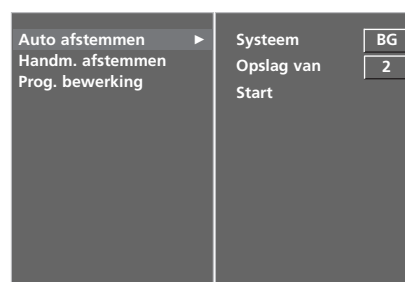 Auto afstemmen ►
Handm. afstemmen
Prog. bewerking
Systeem BG
Opslag van 2
Start